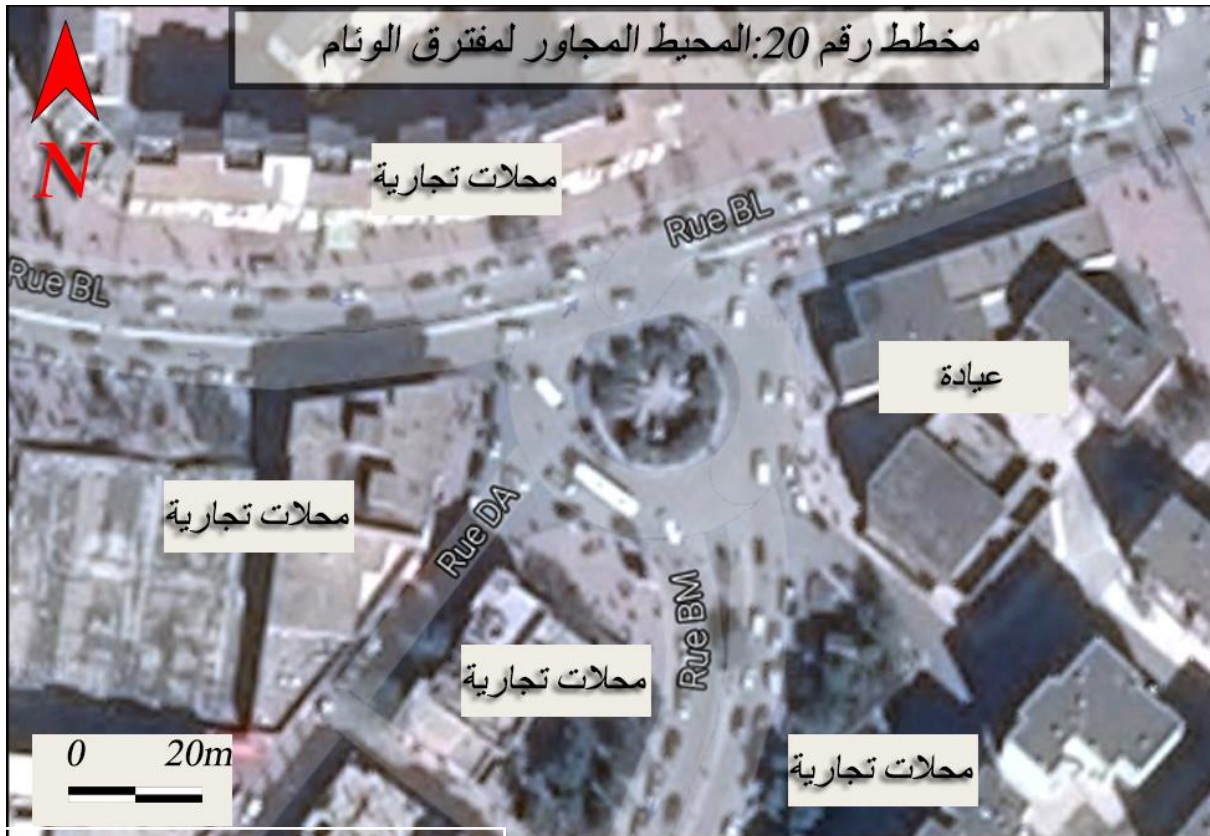 مخطط رقم 20:المحيط المجاور لمفترق الوئام
N
محلات تجارية
Rue BL
Rue BL
عيادة
محلات تجارية
Rue DA
محلات تجارية
Rue BM
محلات تجارية
0 20m